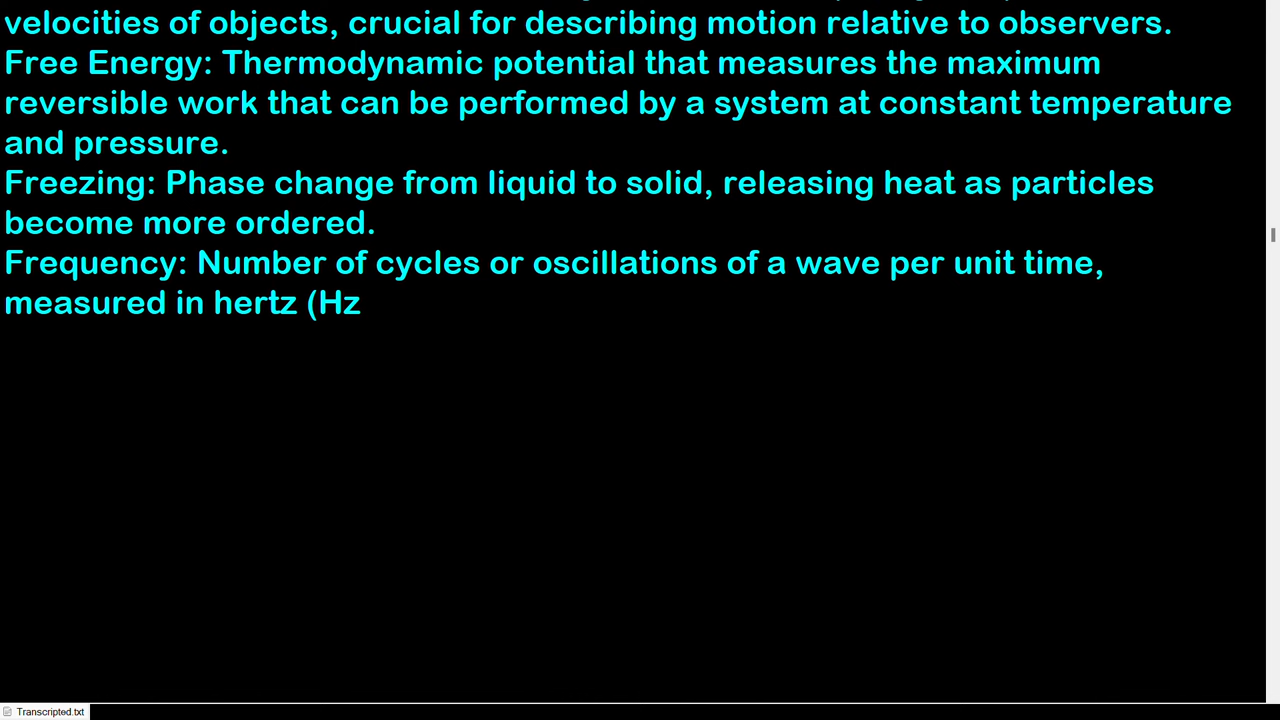 velocities of objects, crucial for describing motion relative to observers.
Free Energy: Thermodynamic potential that measures the maximum
reversible work that can be performed by a system at constant temperature
and pressure.
Freezing: Phase change from liquid to solid, releasing heat as particles
become more ordered.
Frequency: Number of cycles or oscillations of a wave per unit time,
measured in hertz (Hz
Transcripted.txt